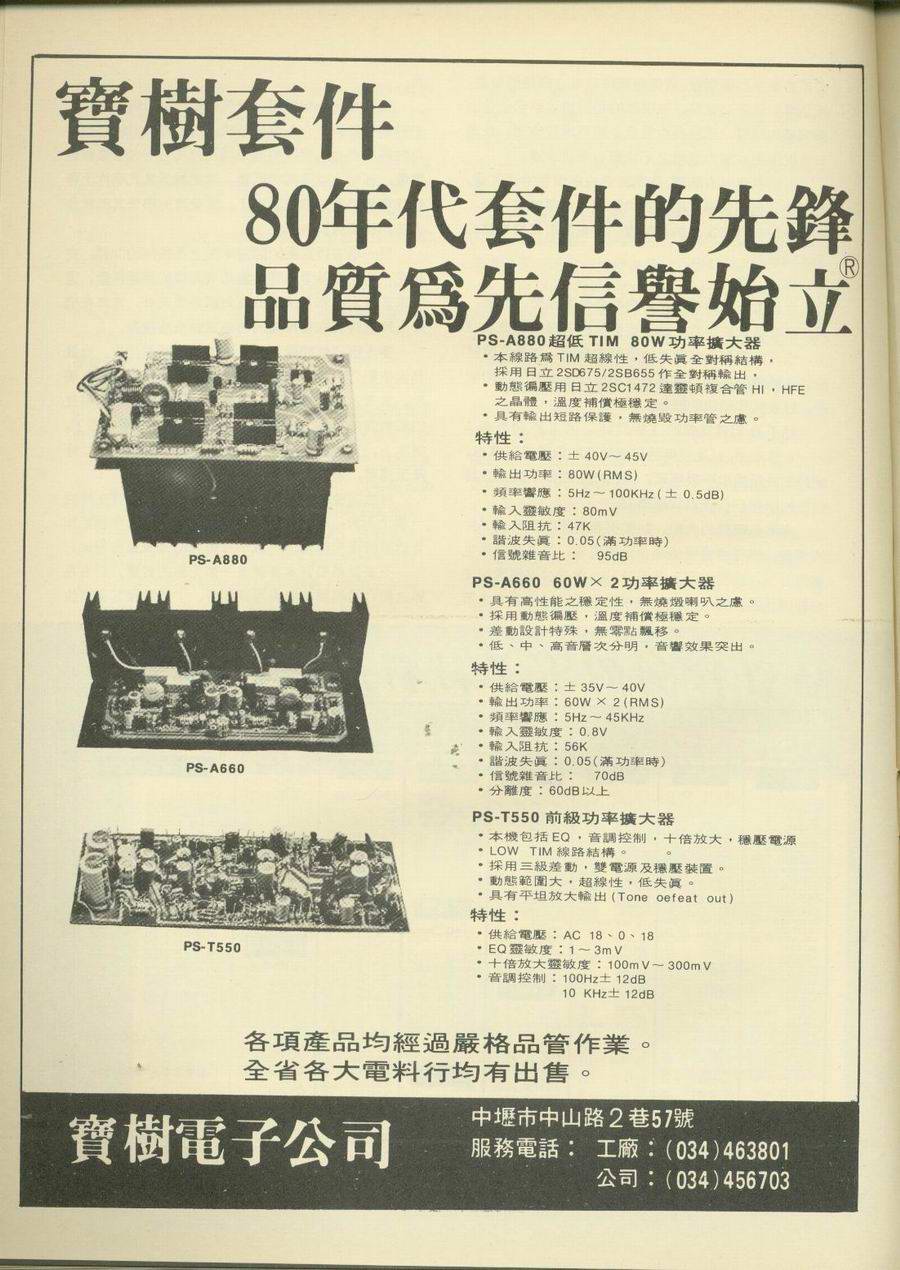 寶樹套件
80年代套件的先鋒
品質爲先信譽始立®
PS-A880超低TIM 80W功率擴大器
•本線路爲TIM超線性，低失眞全對稱結構，
採用日立2SD675/2SB655作全對稱輸出，
•動態偏壓用日立2SC1472達靈頓複合管HI，HFE
之晶體，溫度補償極穩定。
•具有輸出短路保護，無燒毀功率管之慮。
特性：
•供給電壓：±40V～45V
•輸出功率：80W(RMS)
•頻率響應：5Hz～100KHz(±0.5dB)
•輸入靈敏度：80mV
•輸入阻抗：47K
•諧波失眞：0.05(滿功率時)
•信號雜音比： 95dB
PS-A880
PS-A660 60W×2功率擴大器
•具有高性能之穩定性，無燒燬喇叭之慮。
•採用動態偏壓，溫度補償極穩定。
•差動設計特殊，無零點飄移。
•低、中、高音層次分明，音響效果突出。
特性：
•供給電壓：±35V～40V
•輸出功率：60W×2(RMS)
•頻率響應：5Hz～45KHz
•輸入靈敏度：0.8V
•輸入阻抗：56K
•諧波失眞：0.05(滿功率時)
•信號雜音比： 70dB
•分離度：60dB以上
PS-A660
PS-T550前級功率擴大器
•本機包括EQ，音調控制，十倍放大，穩壓電源
•LOW TIM線路結構。 。
•採用三級差動，雙電源及穩壓裝置。
•動態範圍大，超線性，低失眞。
•具有平坦放大輸出(Tone oefeat out)
特性：
•供給電壓：AC 18、0、18
•EQ靈敏度：1～3mV
•十倍放大靈敏度：100mV～300mV
•音調控制：100Hz±12dB
10 KHz±12dB
PS-T550
各項產品均經過嚴格品管作業。
全省各大電料行均有出售。
寶樹電子公司
中壢市中山路2巷57號
服務電話： 工廠：(034)463801
公司：(034)456703